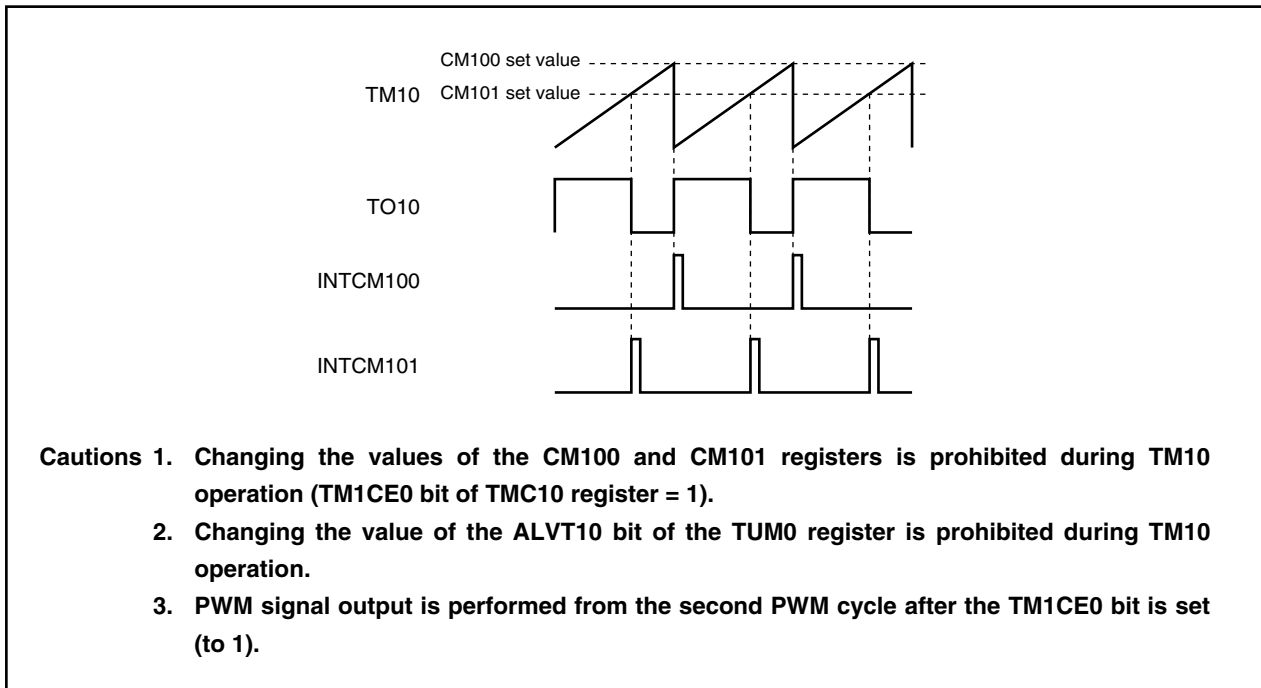 CM100 set value
TM10 CM101 set value
TO10
INTCM100
INTCM101
Cautions 1. Changing the values of the CM100 and CM101 registers is prohibited during TM10
operation (TM1CE0 bit of TMC10 register = 1).
2. Changing the value of the ALVT10 bit of the TUM0 register is prohibited during TM10
operation.
3. PWM signal output is performed from the second PWM cycle after the TM1CE0 bit is set
(to 1).